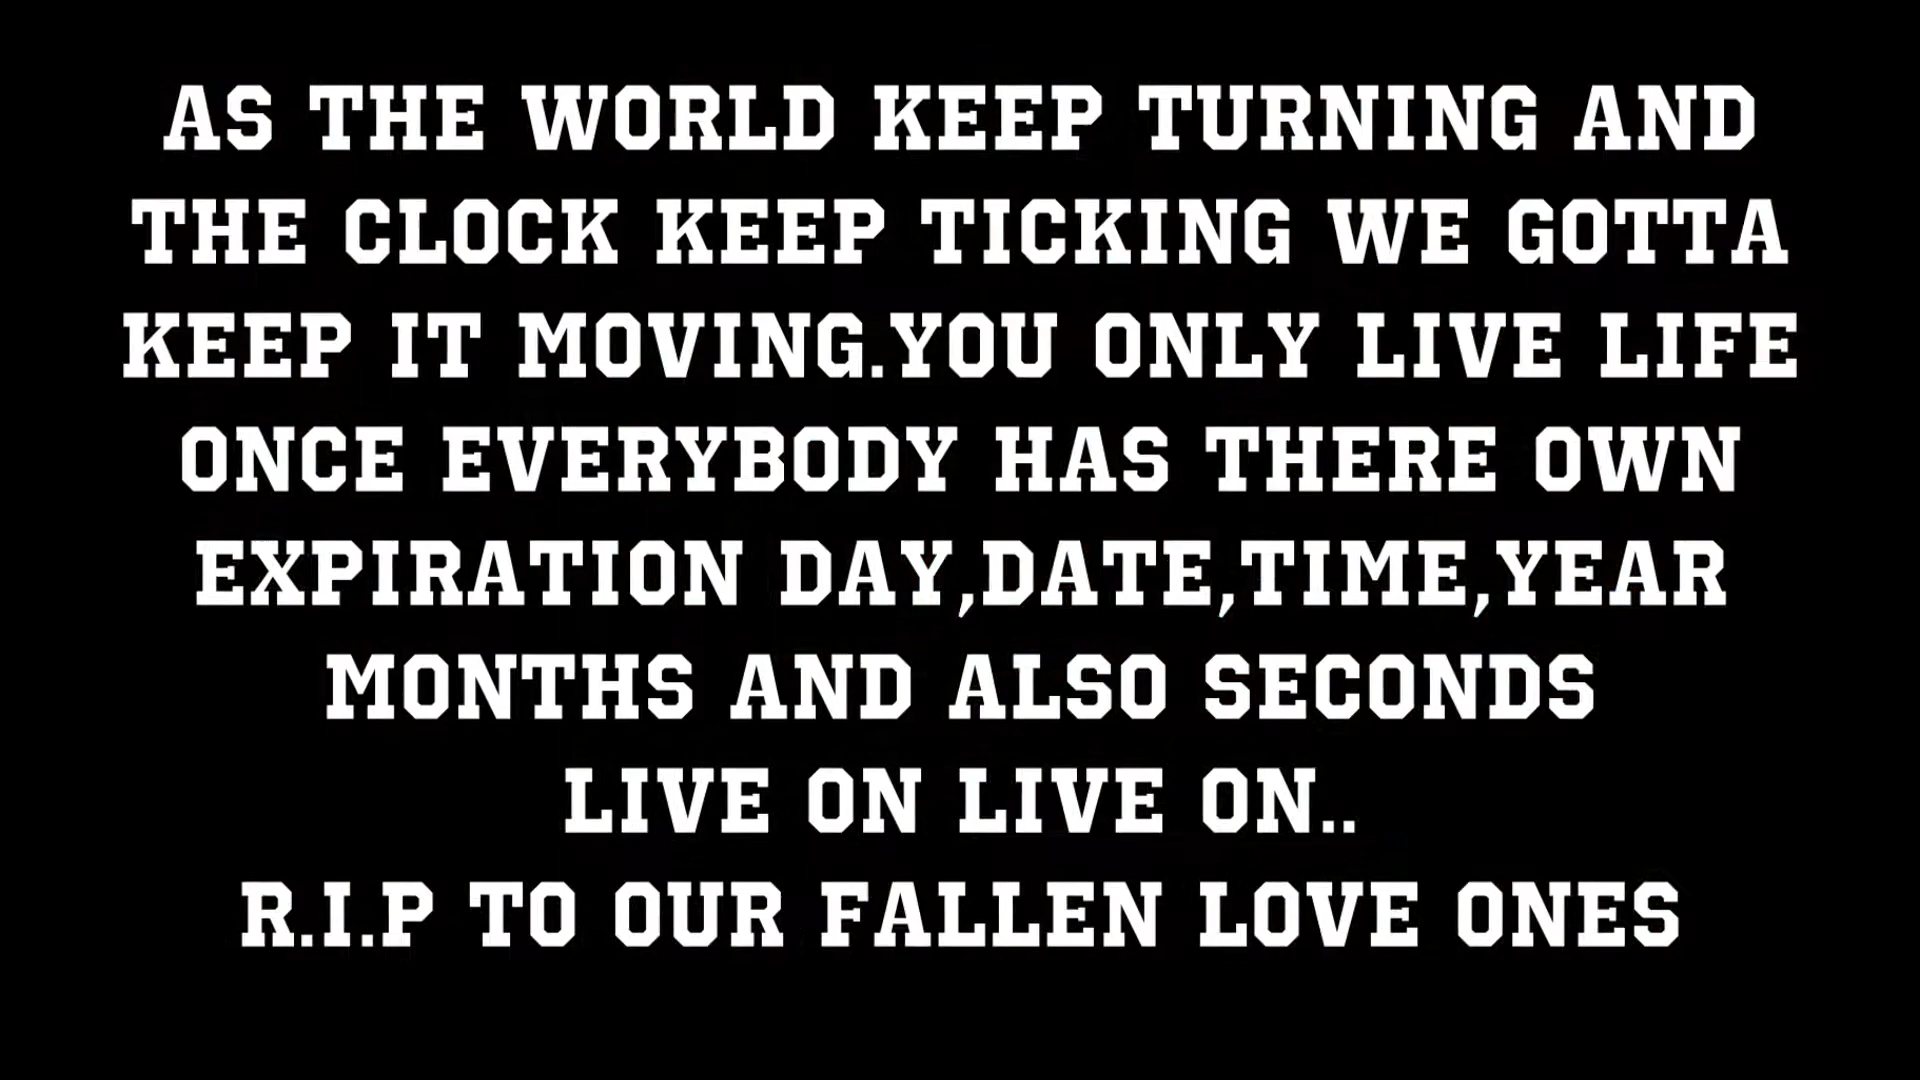 AS THE WORLD KEEP TURNING AND
THE CLOCK KEEP TICKING WE GOTTA
KEEP IT MOVING.YOU ONLY LIVE LIFE
ONCE EVERYBODY HAS THERE OWN
EXPIRATION DAY,DATE,TIME,YEAR
MONTHS AND ALSO SECONDS
LIVE ON LIVE ON..
R.I.P TO OUR FALLEN LOVE ONES